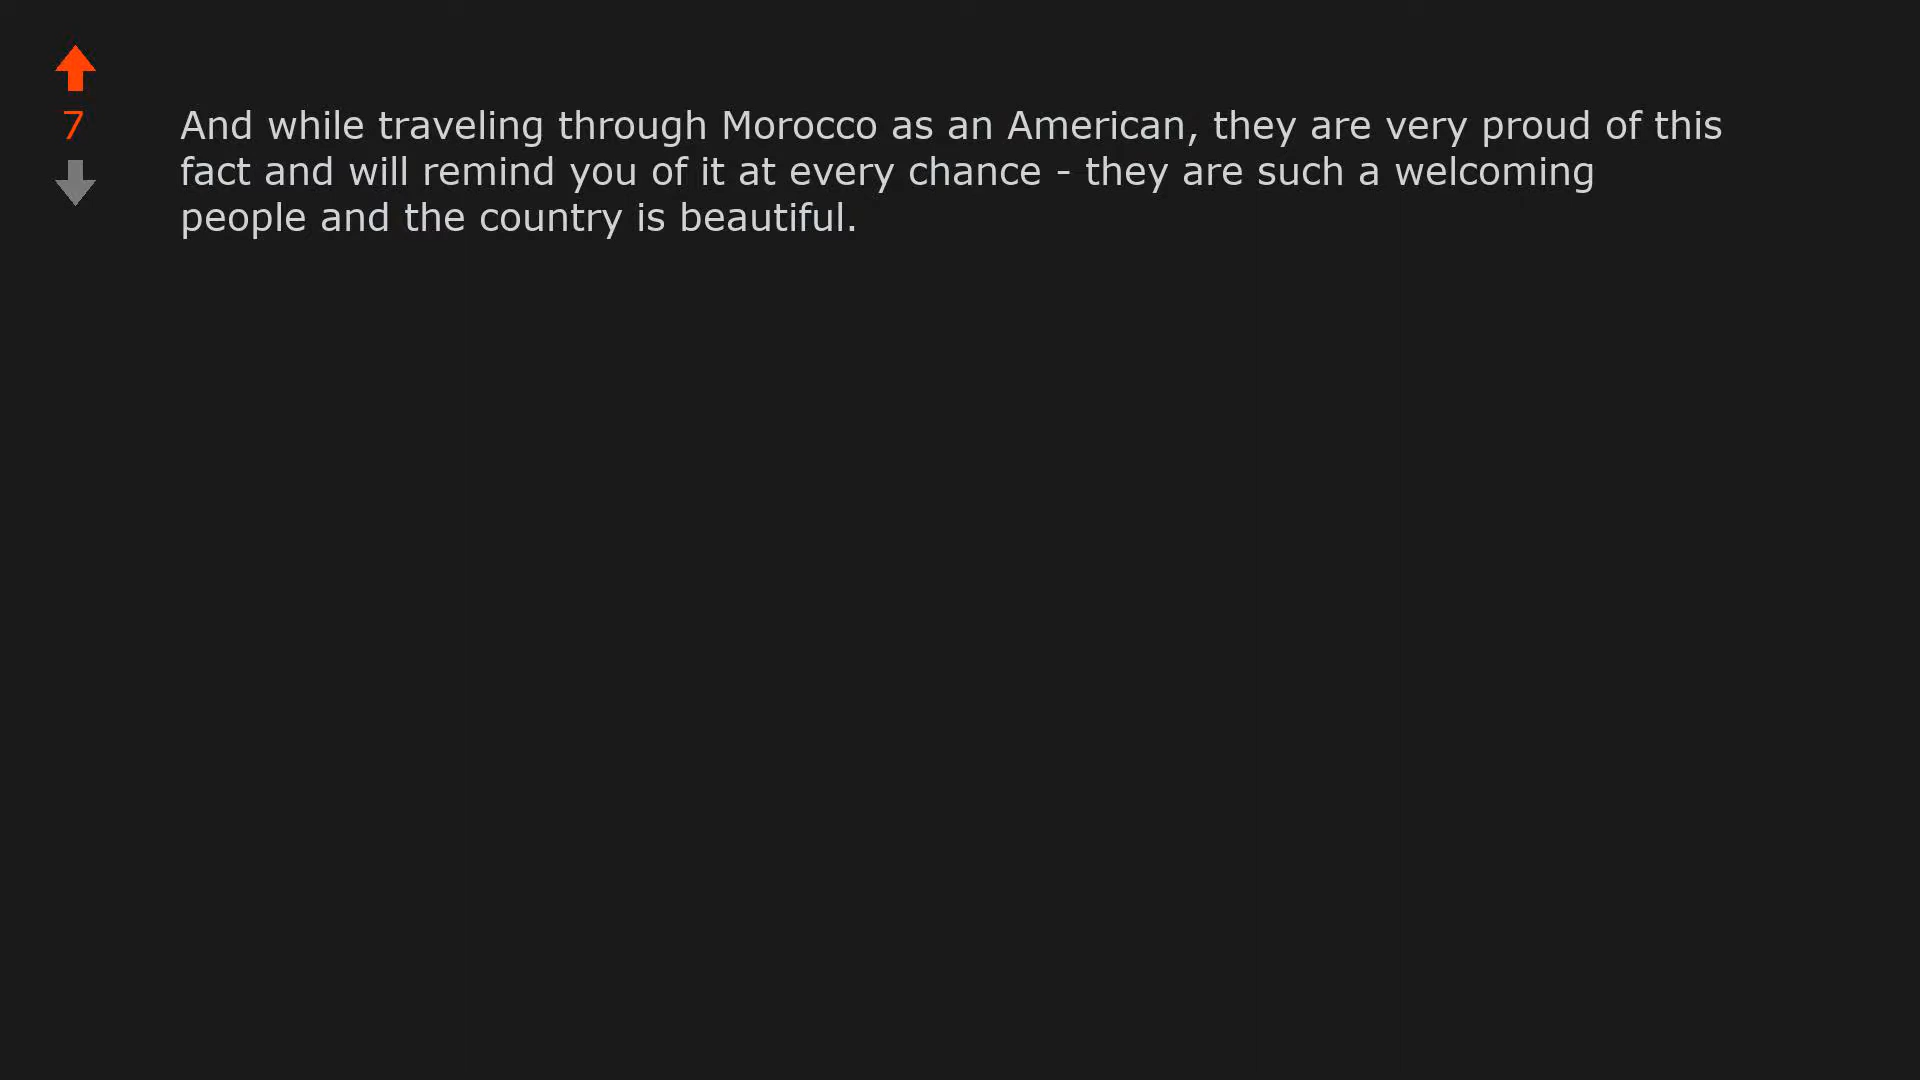 7
And while traveling through Morocco as an American, they are very proud of this
fact and will remind you of it at every chance - they are such a welcoming
people and the country is beautiful.